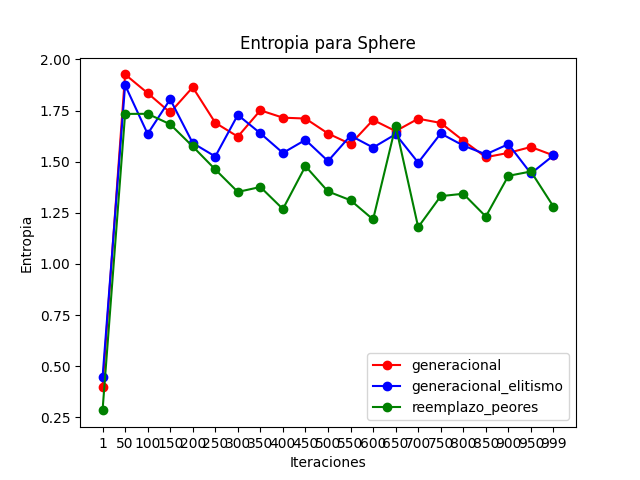 Entropia para Sphere
2.00
1.75
1.50
1.25
1.00
0.75
0.50
0.25
Entropia
generacional
generacional_elitismo
reemplazo_peores
1 50 100 150 200 250 300 350 400 450 500 550 600 650 700 750 800 850 900 950 999
Iteraciones